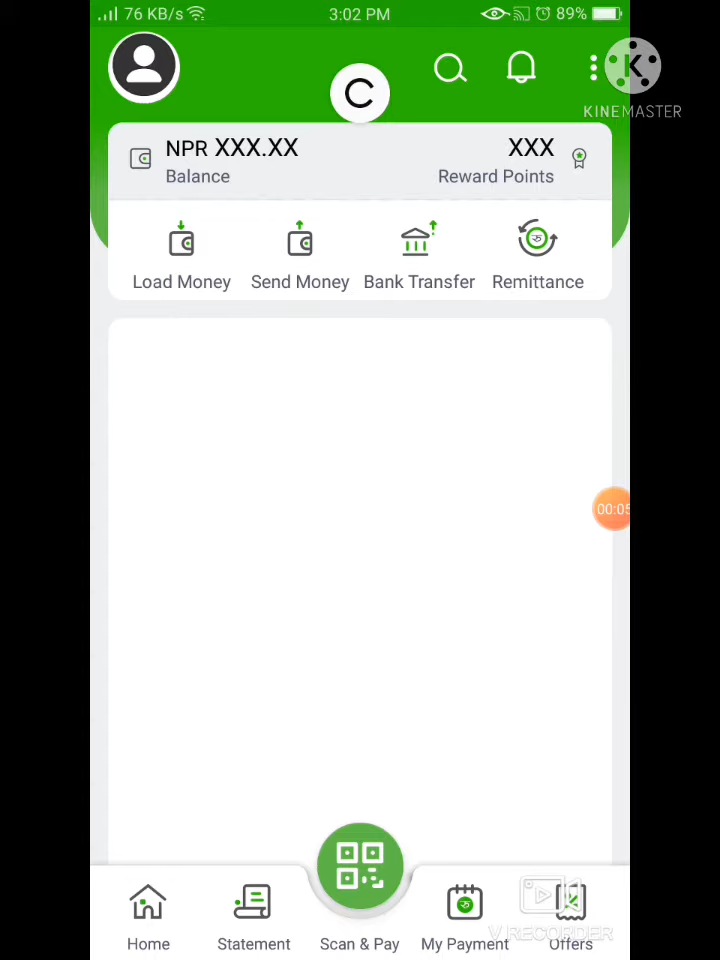 76 KB/s 3:02 PM 89%
K
KINEMASTER
C
NPR XXX.XX XXX
Balance Reward Points
Load Money Send Money Bank Transfer Remittance
रु
00:05
रु
Home Statement Scan & Pay My Payment Offers
V RECORDER